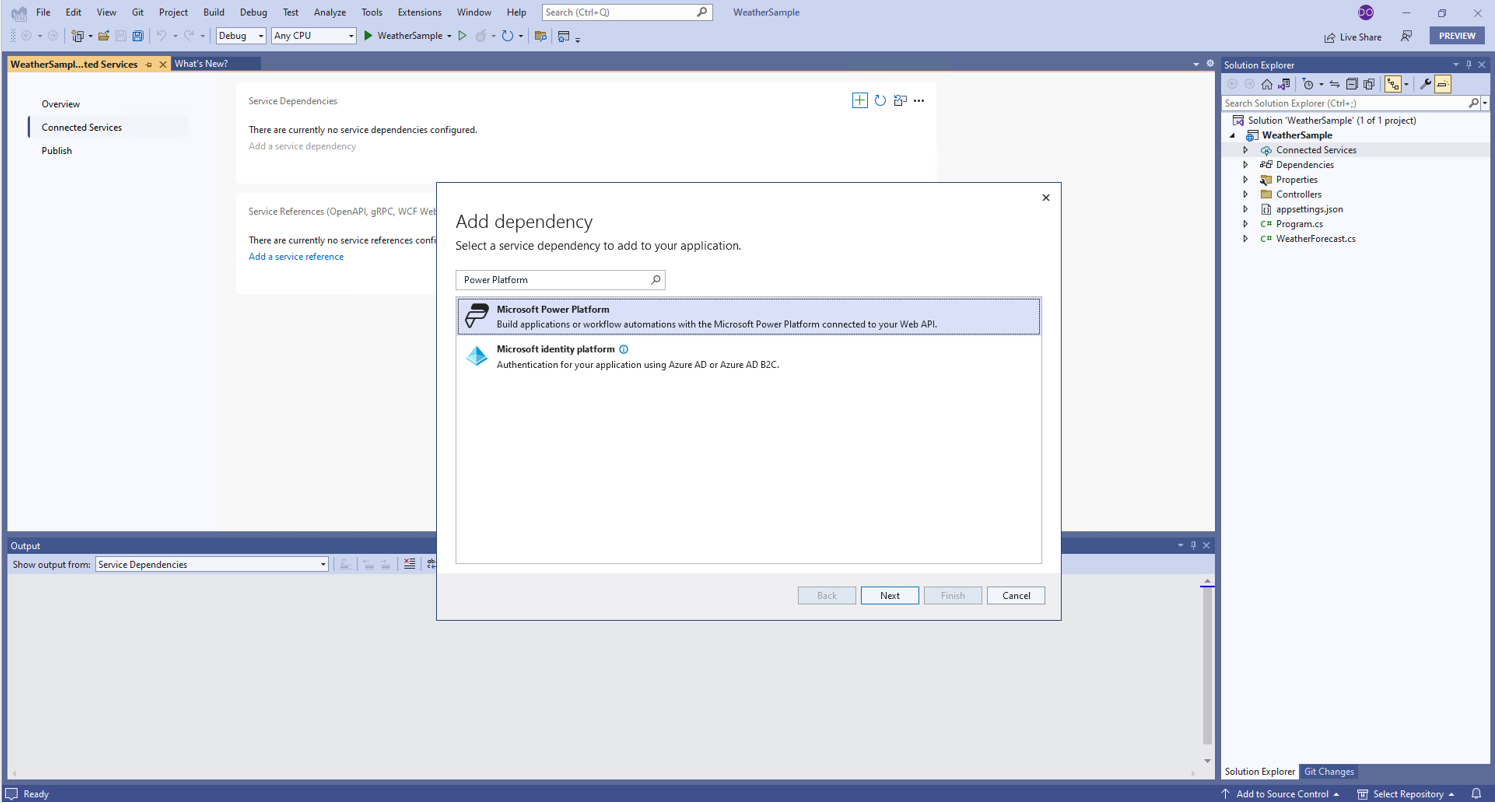 File Edit View Git Project Build Debug Test Analyze Tools Extensions Window Help Search (Ctrl+Q) WeatherSample DO
Debug Any CPU WeatherSample Live Share PREVIEW
WeatherSampl...ted Services What's New?
Overview
Connected Services
Publish
Service Dependencies
There are currently no service dependencies configured.
Add a service dependency
Service References (OpenAPI, gRPC, WCF Web
There are currently no service references confi
Add a service reference
Add dependency
Select a service dependency to add to your application.
Power Platform
Microsoft Power Platform
Build applications or workflow automations with the Microsoft Power Platform connected to your Web API.
Microsoft identity platform
Authentication for your application using Azure AD or Azure AD B2C.
Back Next Finish Cancel
Output
Show output from: Service Dependencies
Solution Explorer
Search Solution Explorer (Ctrl+;)
Solution 'WeatherSample' (1 of 1 project)
WeatherSample
Connected Services
Dependencies
Properties
Controllers
appsettings.json
C# Program.cs
C# WeatherForecast.cs
Solution Explorer Git Changes
Ready Add to Source Control Select Repository